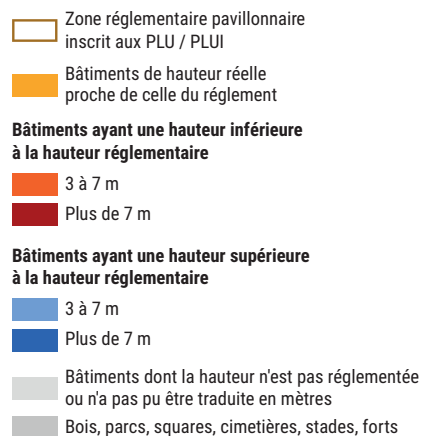 Zone réglementaire pavillonnaire
inscrit aux PLU / PLUI
Bâtiments de hauteur réelle
proche de celle du réglement
Bâtiments ayant une hauteur inférieure
à la hauteur réglementaire
3 à 7 m
Plus de 7 m
Bâtiments ayant une hauteur supérieure
à la hauteur réglementaire
3 à 7 m
Plus de 7 m
Bâtiments dont la hauteur n'est pas réglementée
ou n'a pas pu être traduite en mètres
Bois, parcs, squares, cimetières, stades, forts